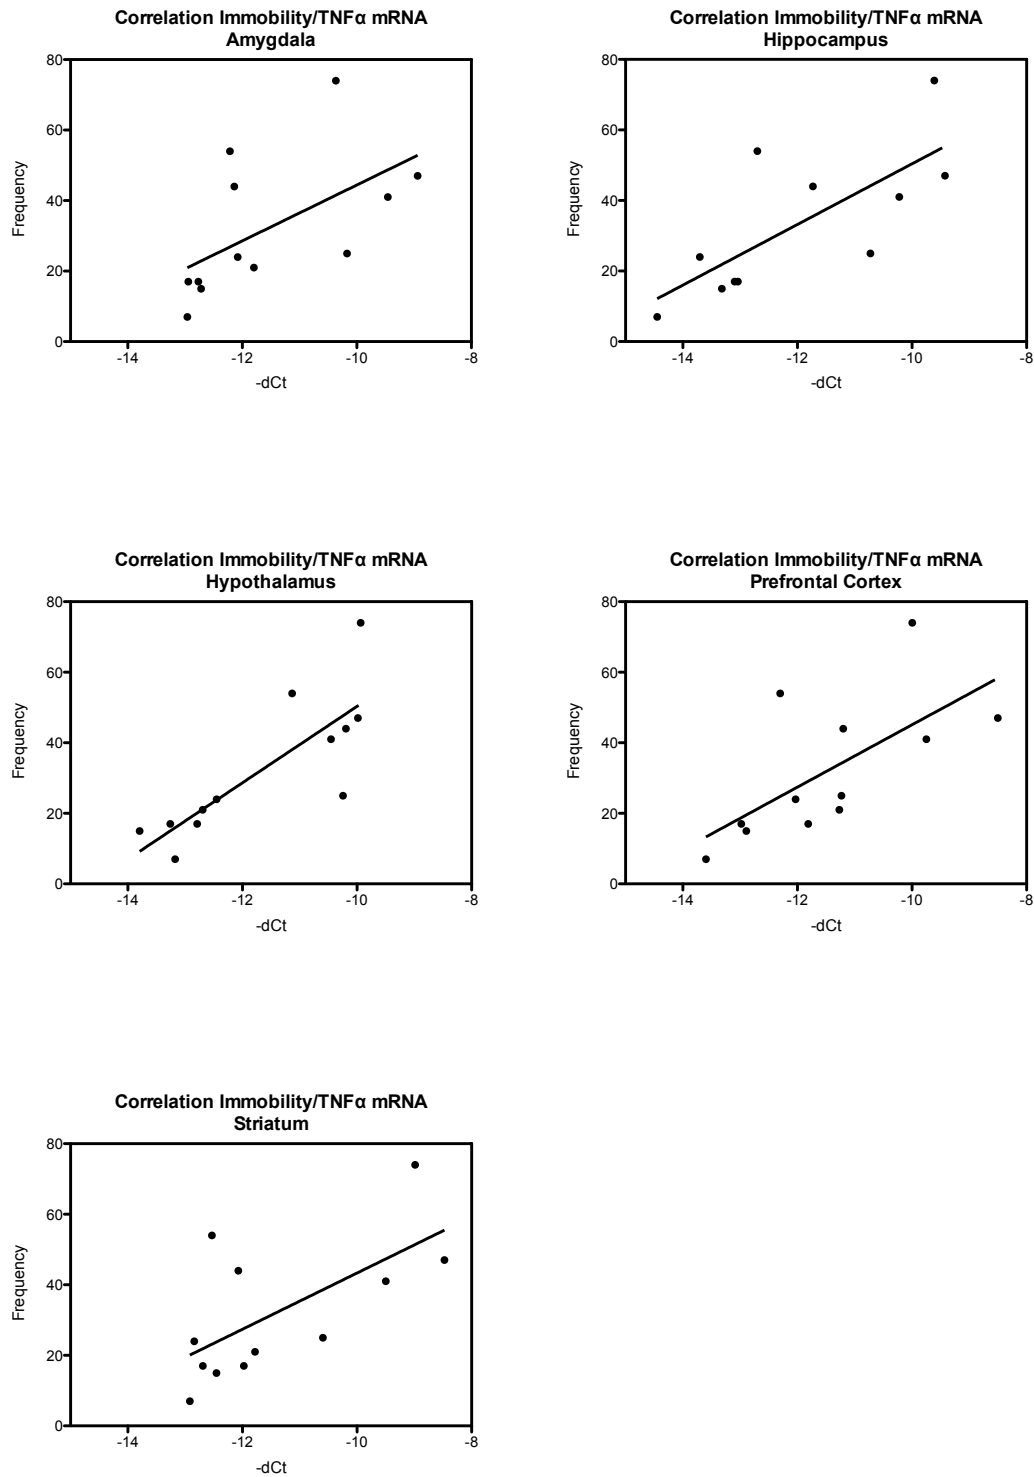 Correlation Immobility/TNFα mRNA
Amygdala
80
60
40
20
0
Frequency
-14 -12 -10 -8
-dCt
Correlation Immobility/TNFα mRNA
Hippocampus
80
60
40
20
0
Frequency
-14 -12 -10 -8
-dCt
Correlation Immobility/TNFα mRNA
Hypothalamus
80
60
40
20
0
Frequency
-14 -12 -10 -8
-dCt
Correlation Immobility/TNFα mRNA
Prefrontal Cortex
80
60
40
20
0
Frequency
-14 -12 -10 -8
-dCt
Correlation Immobility/TNFα mRNA
Striatum
80
60
40
20
0
Frequency
-14 -12 -10 -8
-dCt